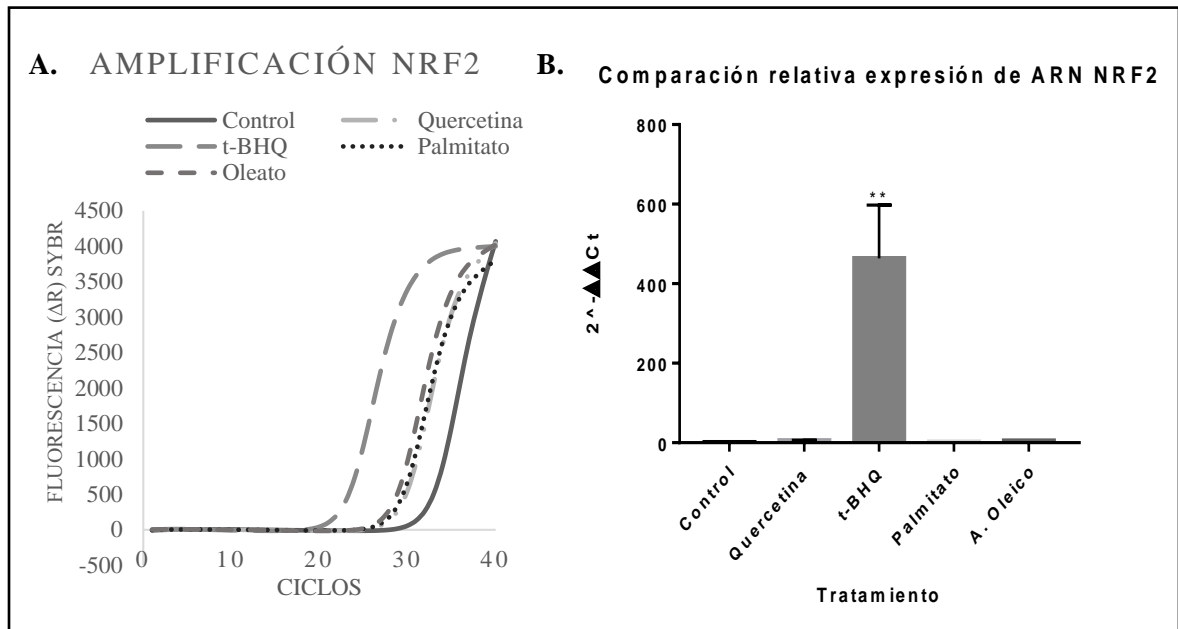 A. AMPLIFICACIÓN NRF2
Control
Quercetina
t-BHQ
Palmitato
Oleato
FLUORESCENCIA (ΔR) SYBR
4500
4000
3500
3000
2500
2000
1500
1000
500
0
-500
0 10 20 30 40
CICLOS
B. Comparación relativa expresión de ARN NRF2
2^-▲▲Ct
800
600
400
200
0
**
Control
Quercetina
t-BHQ
Palmitato
A. Oleico
Tratamiento